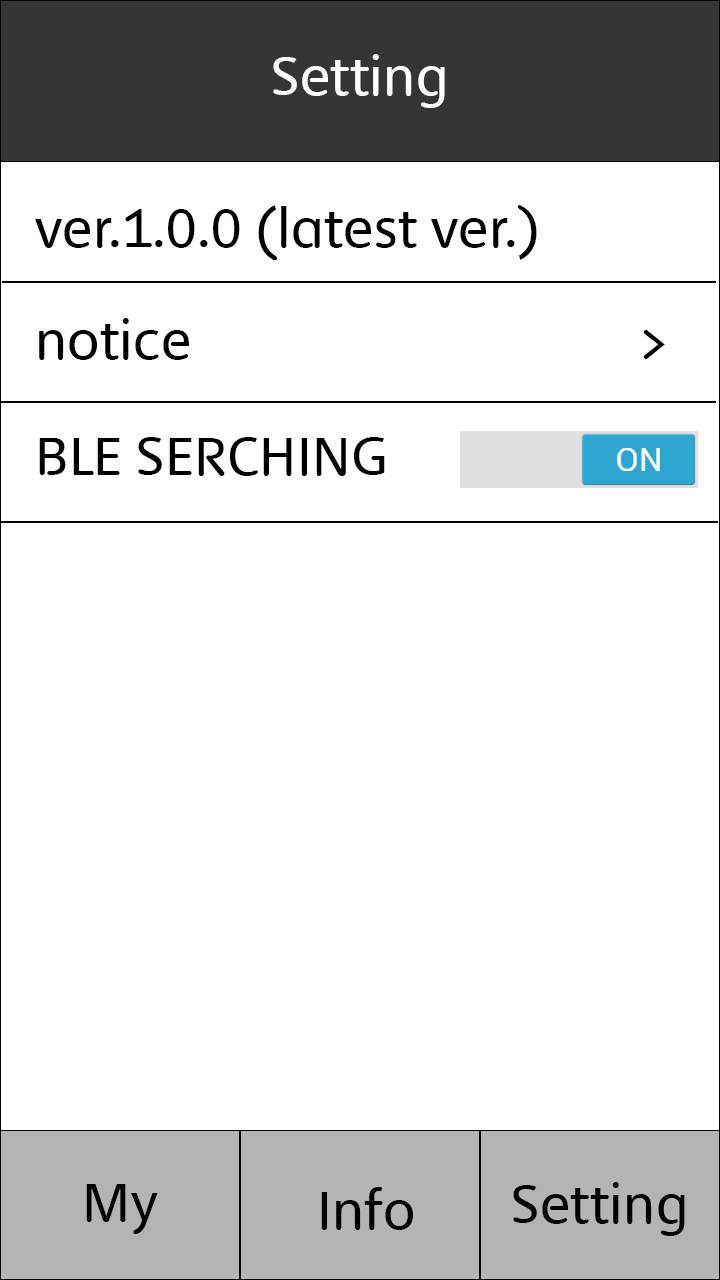 Setting
ver.1.0.0 (latest ver.)
notice >
BLE SERCHING ON
My Info Setting